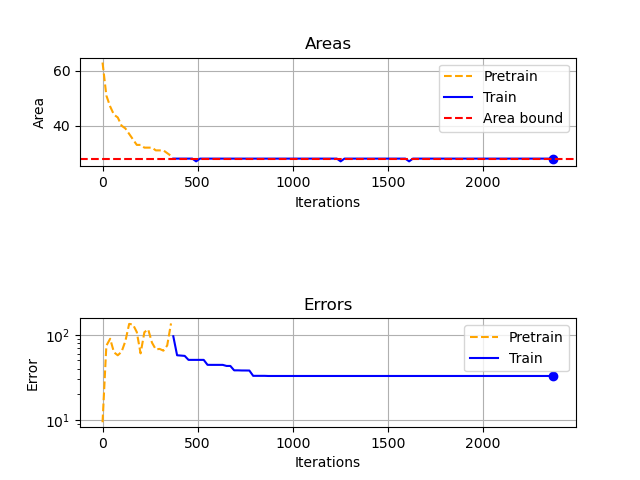 Areas
60
40
Area
Pretrain
Train
Area bound
0 500 1000 1500 2000
Iterations
Errors
10²
10¹
Error
Pretrain
Train
0 500 1000 1500 2000
Iterations